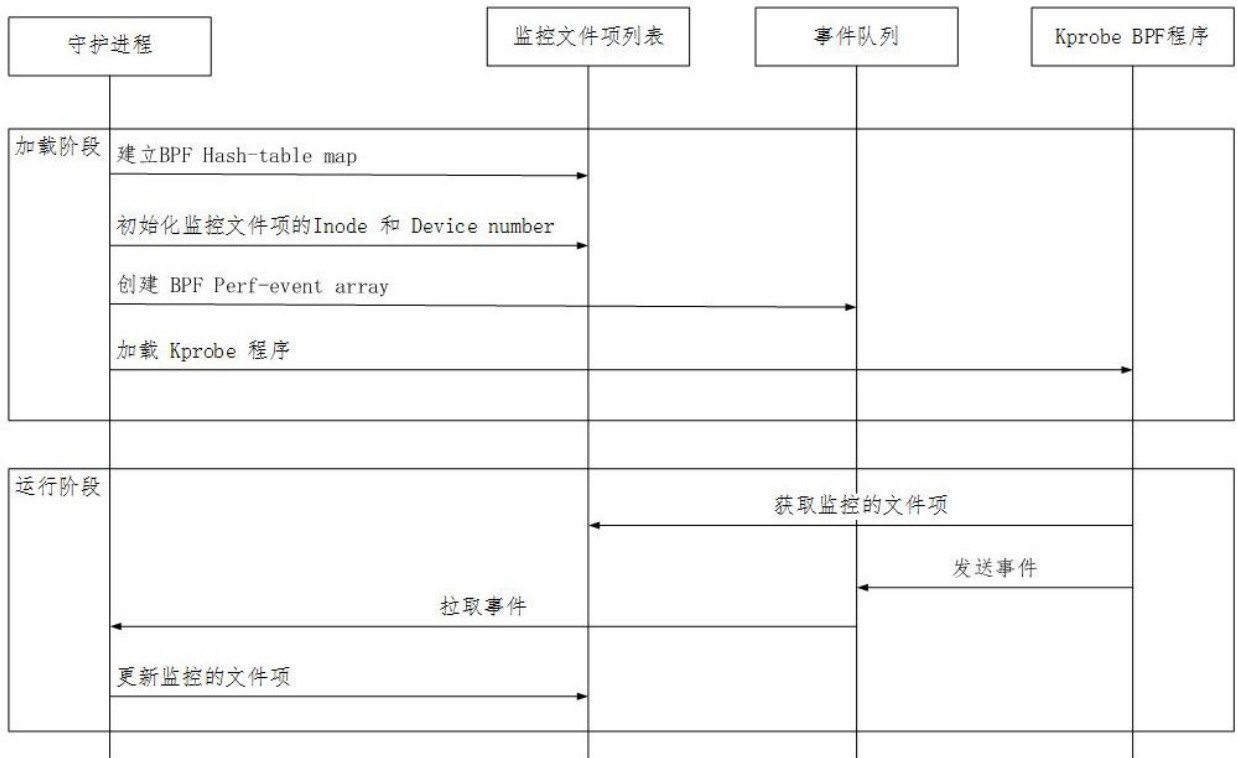 守护进程
监控文件项列表
事件队列
Kprobe BPF程序
加载阶段
建立BPF Hash-table map
初始化监控文件项的Inode 和 Device number
创建 BPF Perf-event array
加载 Kprobe 程序
运行阶段
获取监控的文件项
发送事件
拉取事件
更新监控的文件项